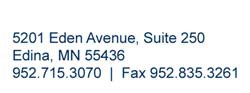 5201 Eden Avenue, Suite 250
Edina, MN 55436
952.715.3070 | Fax 952.835.3261